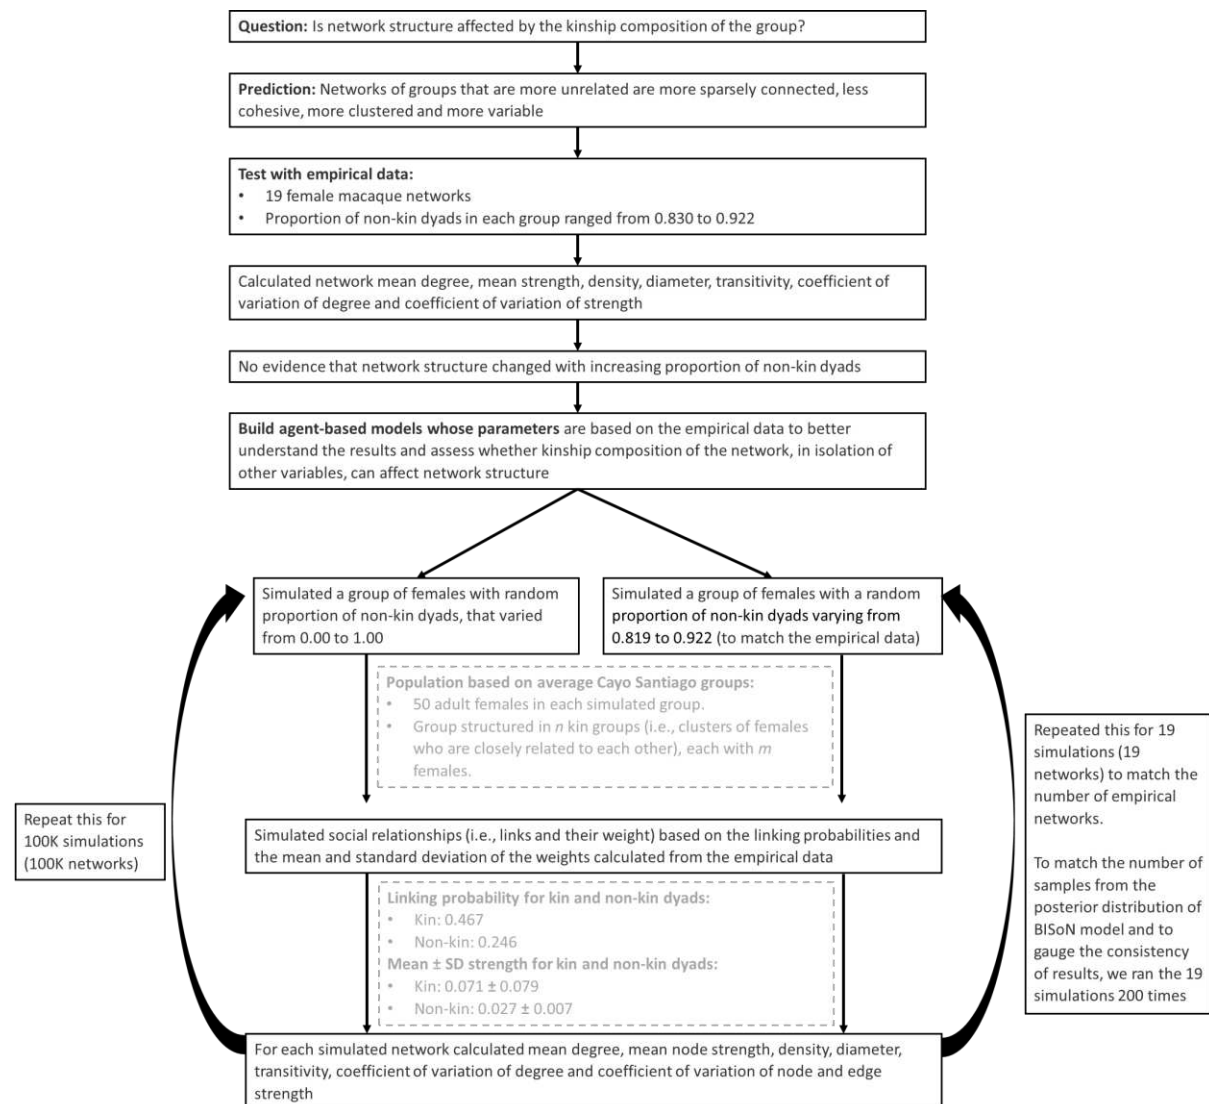 Question: Is network structure affected by the kinship composition of the group?
Prediction: Networks of groups that are more unrelated are more sparsely connected, less
cohesive, more clustered and more variable
Test with empirical data:
• 19 female macaque networks
• Proportion of non-kin dyads in each group ranged from 0.830 to 0.922
Calculated network mean degree, mean strength, density, diameter, transitivity, coefficient of
variation of degree and coefficient of variation of strength
No evidence that network structure changed with increasing proportion of non-kin dyads
Build agent-based models whose parameters are based on the empirical data to better
understand the results and assess whether kinship composition of the network, in isolation of
other variables, can affect network structure
Simulated a group of females with random
proportion of non-kin dyads, that varied
from 0.00 to 1.00
Simulated a group of females with a random
proportion of non-kin dyads varying from
0.819 to 0.922 (to match the empirical data)
Population based on average Cayo Santiago groups:
• 50 adult females in each simulated group.
• Group structured in n kin groups (i.e., clusters of females
who are closely related to each other), each with m
females.
Repeat this for
100K simulations
(100K networks)
Simulated social relationships (i.e., links and their weight) based on the linking probabilities and
the mean and standard deviation of the weights calculated from the empirical data
Linking probability for kin and non-kin dyads:
• Kin: 0.467
• Non-kin: 0.246
Mean ± SD strength for kin and non-kin dyads:
• Kin: 0.071 ± 0.079
• Non-kin: 0.027 ± 0.007
Repeated this for 19
simulations (19
networks) to match the
number of empirical
networks.
To match the number of
samples from the
posterior distribution of
BISoN model and to
gauge the consistency
of results, we ran the 19
simulations 200 times
For each simulated network calculated mean degree, mean node strength, density, diameter,
transitivity, coefficient of variation of degree and coefficient of variation of node and edge
strength